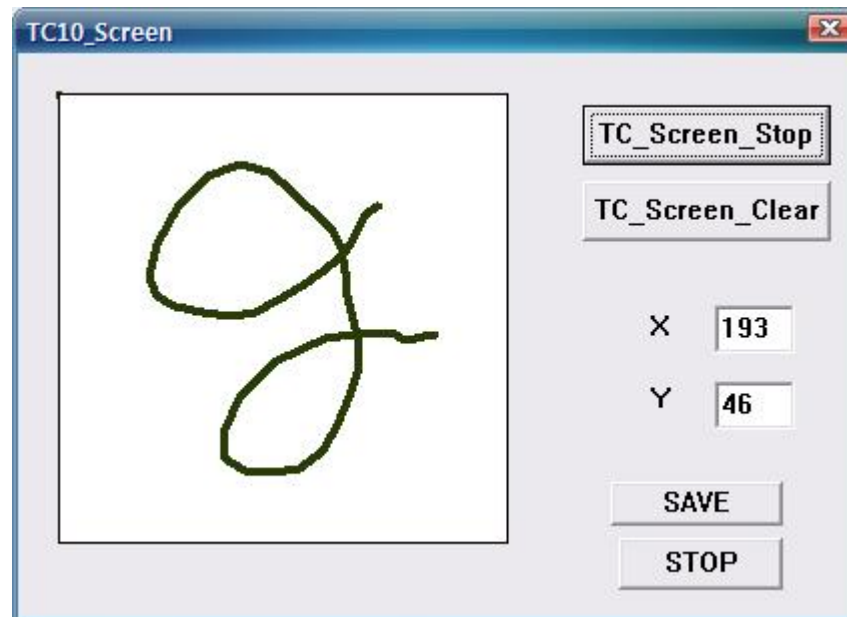 TC10_Screen
g
TC_Screen_Stop
TC_Screen_Clear
X 193
Y 46
SAVE
STOP